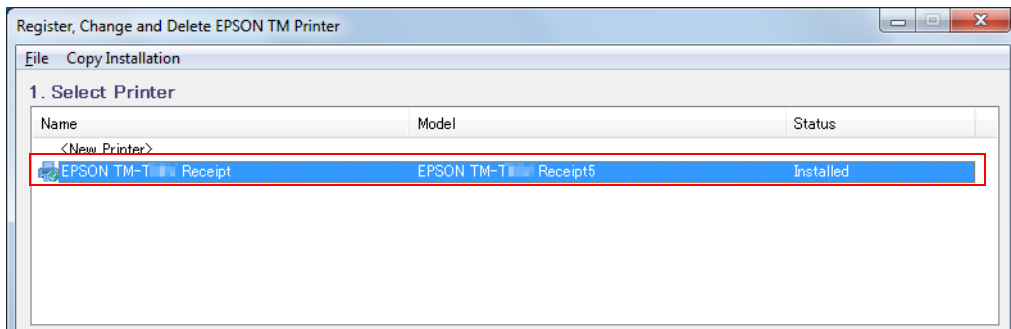 Register, Change and Delete EPSON TM Printer
File Copy Installation
1. Select Printer
Name Model Status
<New Printer>
EPSON TM-T Receipt EPSON TM-T Receipt5 Installed